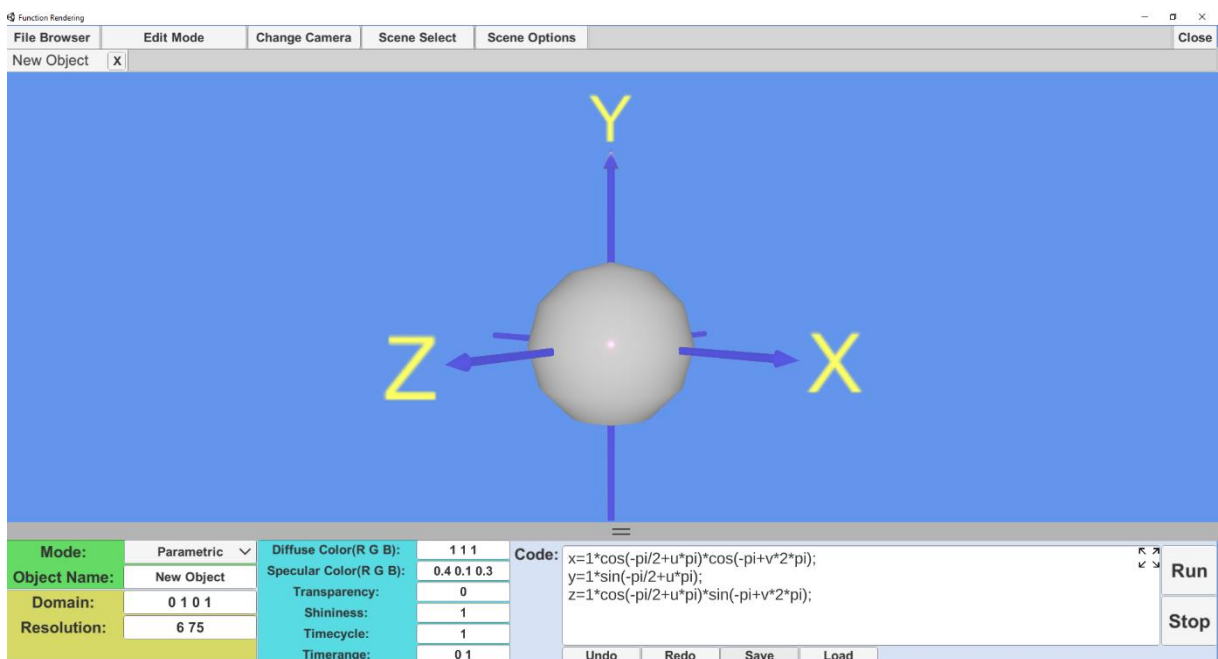 Function Rendering
File Browser Edit Mode Change Camera Scene Select Scene Options Close
New Object X
Y
Z X
Mode: Parametric
Object Name: New Object
Domain: 0 1 0 1
Resolution: 6 75
Diffuse Color(R G B): 1 1 1
Specular Color(R G B): 0.4 0.1 0.3
Transparency: 0
Shininess: 1
Timecycle: 1
Timerange: 0 1
Code:
x=1*cos(-pi/2+u*pi)*cos(-pi+v*2*pi);
y=1*sin(-pi/2+u*pi);
z=1*cos(-pi/2+u*pi)*sin(-pi+v*2*pi);
Undo Redo Save Load
Run
Stop